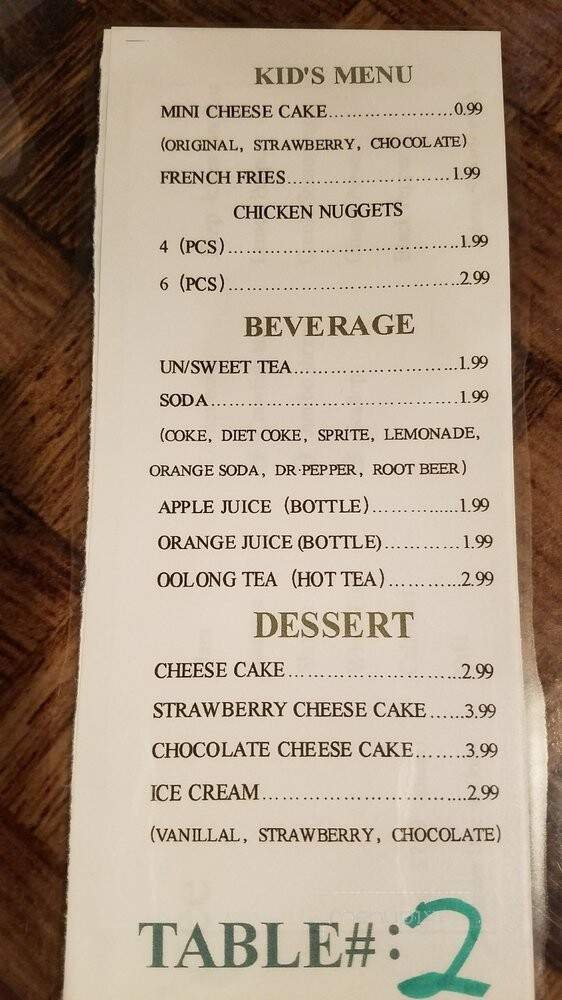 KID'S MENU
MINI CHEESE CAKE.....................0.99
(ORIGINAL, STRAWBERRY, CHOCOLATE)
FRENCH FRIES............................1.99
CHICKEN NUGGETS
4 (PCS)........................................1.99
6 (PCS)........................................2.99
BEVERAGE
UN/SWEET TEA............................1.99
SODA...........................................1.99
(COKE, DIET COKE, SPRITE, LEMONADE,
ORANGE SODA, DR·PEPPER, ROOT BEER)
APPLE JUICE (BOTTLE)...............1.99
ORANGE JUICE (BOTTLE)..............1.99
OOLONG TEA (HOT TEA)............2.99
DESSERT
CHEESE CAKE.............................2.99
STRAWBERRY CHEESE CAKE......3.99
CHOCOLATE CHEESE CAKE........3.99
ICE CREAM...................................2.99
(VANILLAL, STRAWBERRY, CHOCOLATE)
TABLE#:2